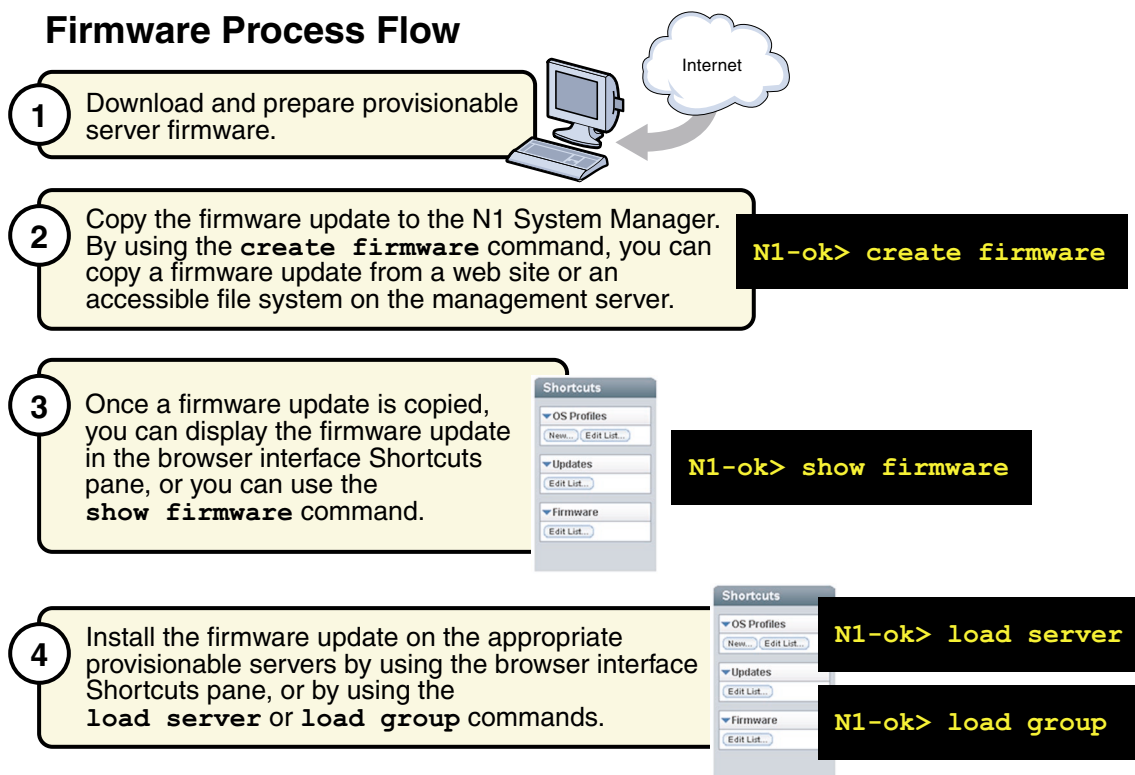 Firmware Process Flow
Internet
1
Download and prepare provisionable
server firmware.
2
Copy the firmware update to the N1 System Manager.
By using the create firmware command, you can
copy a firmware update from a web site or an
accessible file system on the management server.
N1-ok> create firmware
3
Once a firmware update is copied,
you can display the firmware update
in the browser interface Shortcuts
pane, or you can use the
show firmware command.
Shortcuts
OS Profiles
New... Edit List...
Updates
Edit List...
Firmware
Edit List...
N1-ok> show firmware
4
Install the firmware update on the appropriate
provisionable servers by using the browser interface
Shortcuts pane, or by using the
load server or load group commands.
Shortcuts
OS Profiles
New... Edit List...
Updates
Edit List...
Firmware
Edit List...
N1-ok> load server
N1-ok> load group